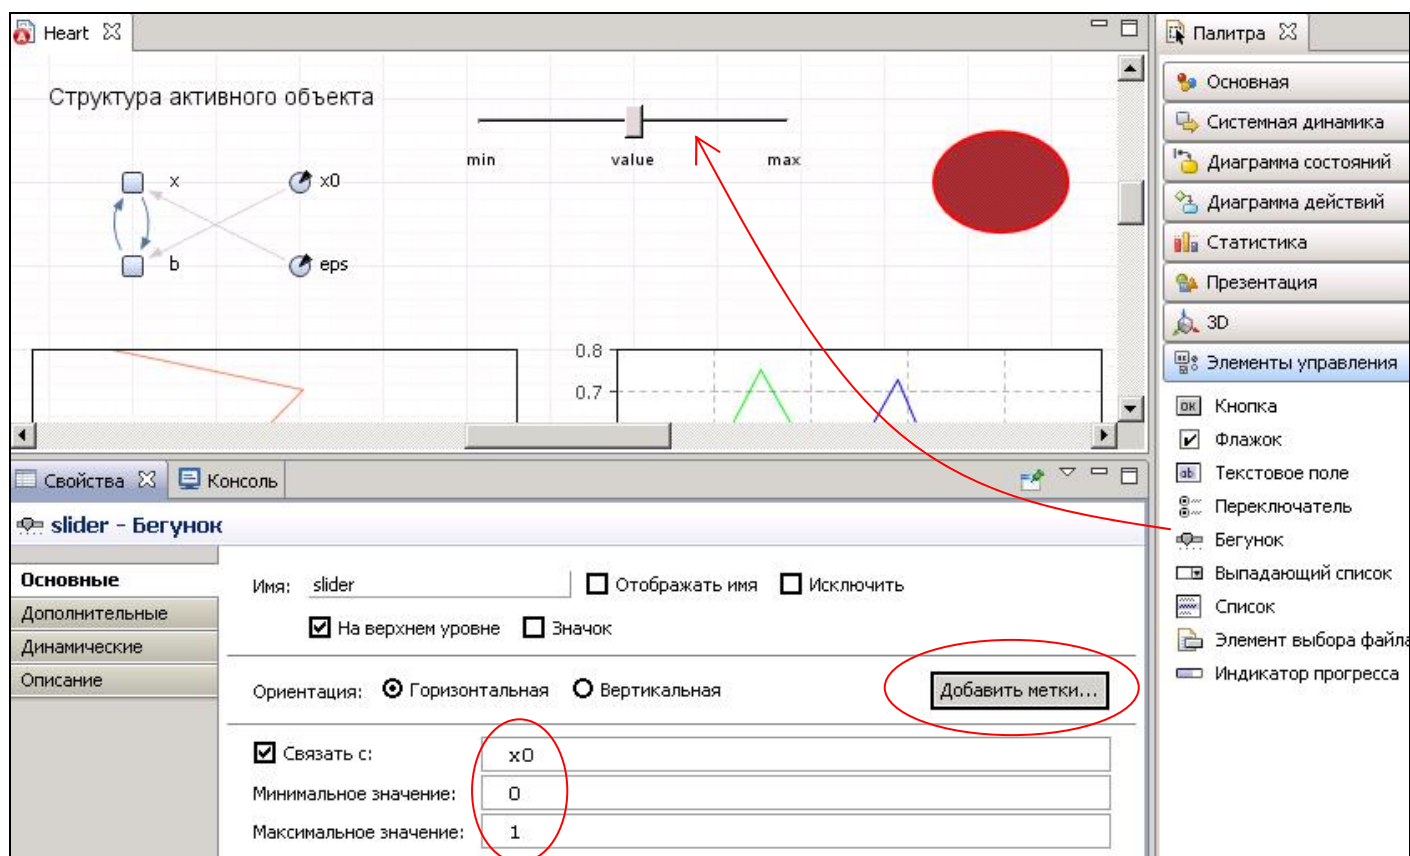 Heart
Структура активного объекта
min value max
x x0
b eps
0.8
0.7
Палитра
Основная
Системная динамика
Диаграмма состояний
Диаграмма действий
Статистика
Презентация
3D
Элементы управления
OK Кнопка
Флажок
ab Текстовое поле
Переключатель
Бегунок
Выпадающий список
Список
Элемент выбора файла
Индикатор прогресса
Свойства Консоль
slider - Бегунок
Основные
Дополнительные
Динамические
Описание
Имя: slider Отображать имя Исключить
На верхнем уровне Значок
Ориентация: Горизонтальная Вертикальная Добавить метки...
Связать с: x0
Минимальное значение: 0
Максимальное значение: 1